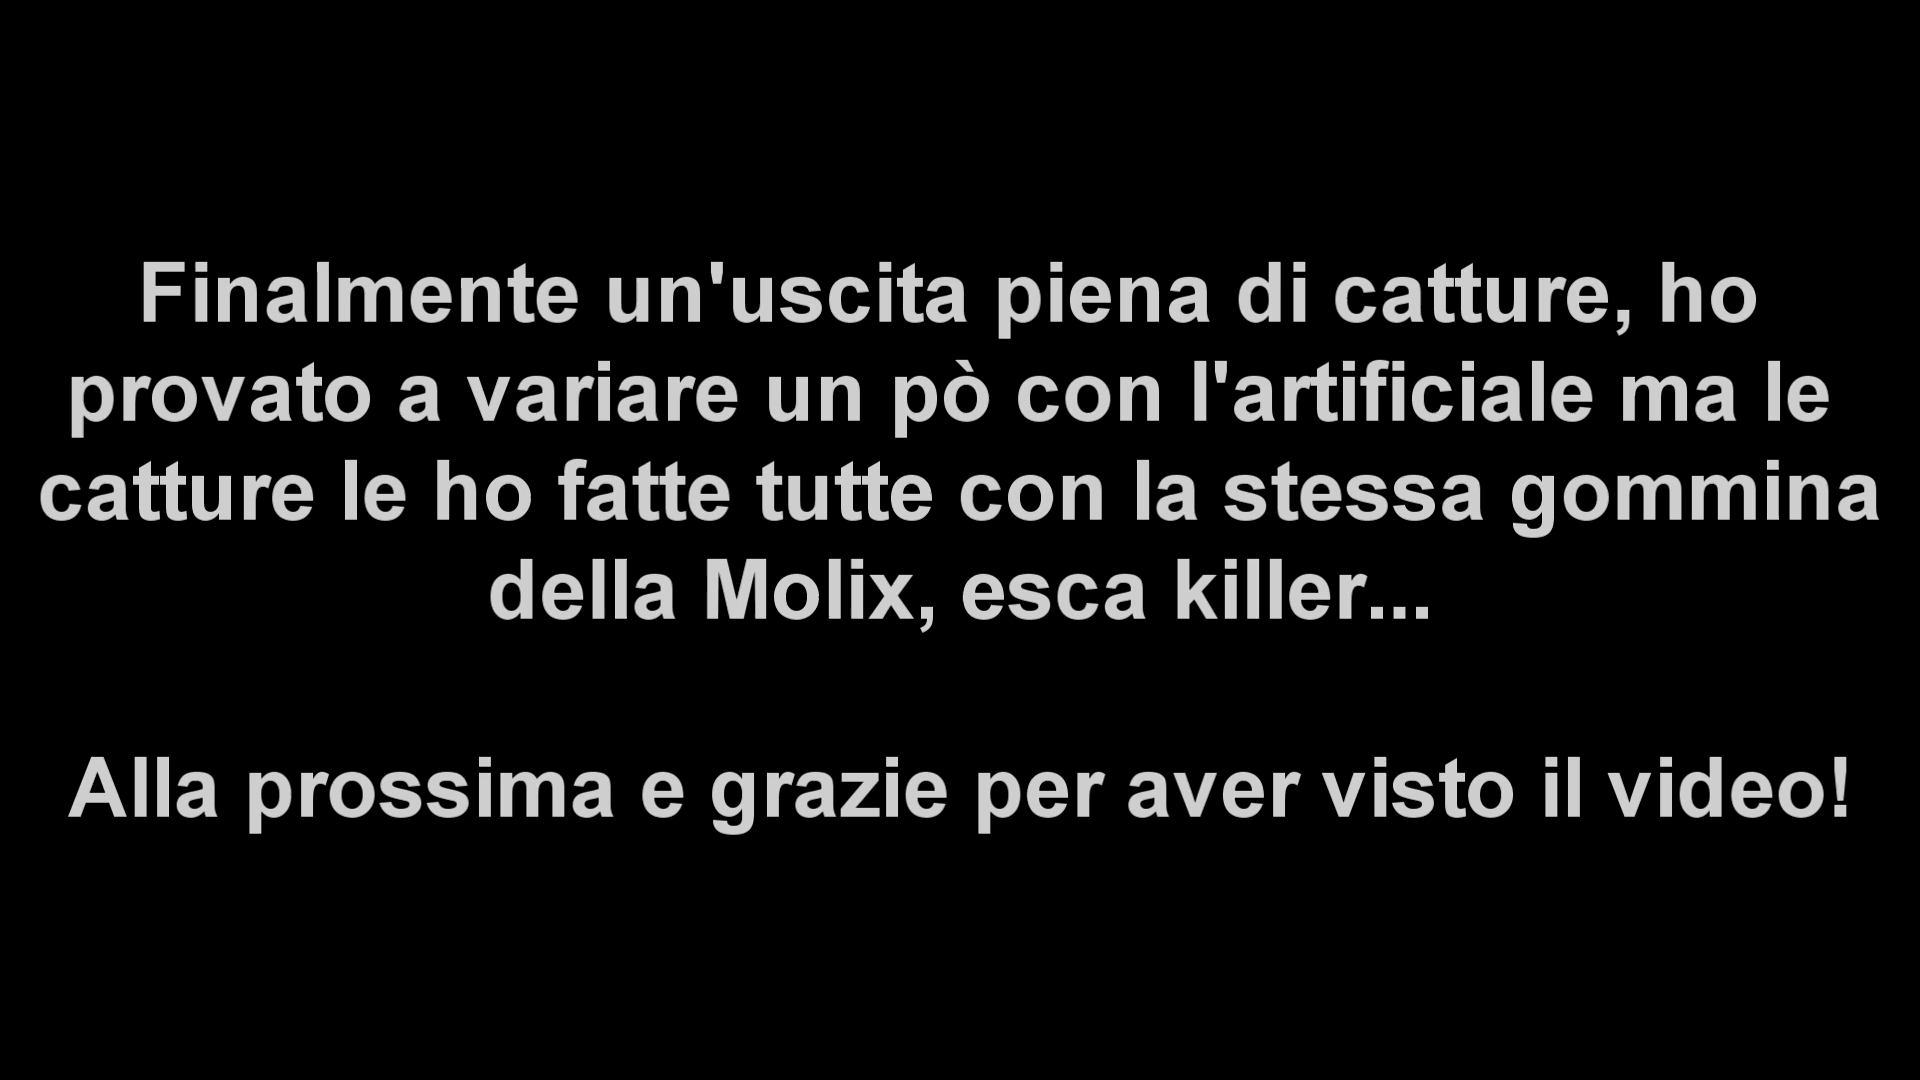 Finalmente un'uscita piena di catture, ho
provato a variare un pò con l'artificiale ma le
catture le ho fatte tutte con la stessa gommina
della Molix, esca killer...
Alla prossima e grazie per aver visto il video!